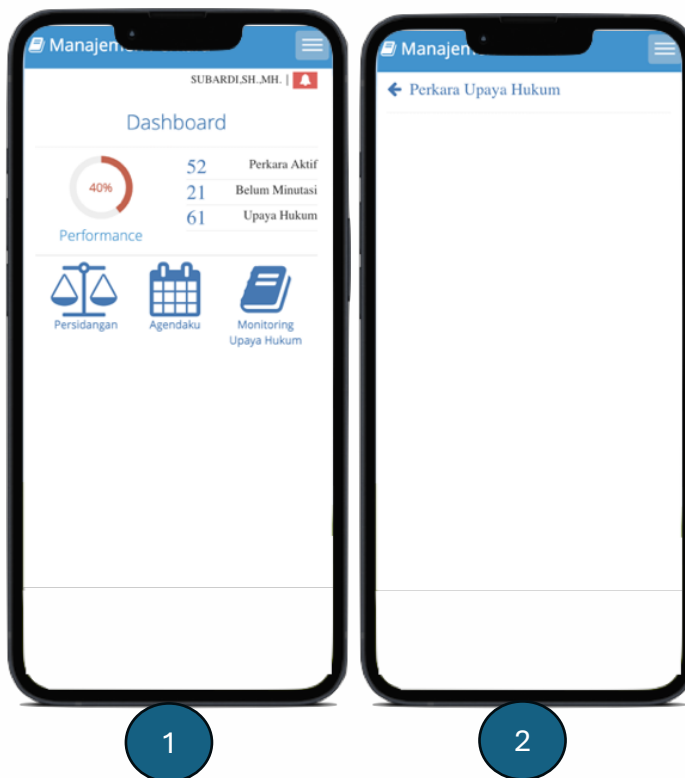 Manajem
SUBARDI,SH.,MH. |
Dashboard
40%
Performance
52 Perkara Aktif
21 Belum Minutasi
61 Upaya Hukum
Persidangan
Agendaku
Monitoring
Upaya Hukum
1
Manajem
Perkara Upaya Hukum
2